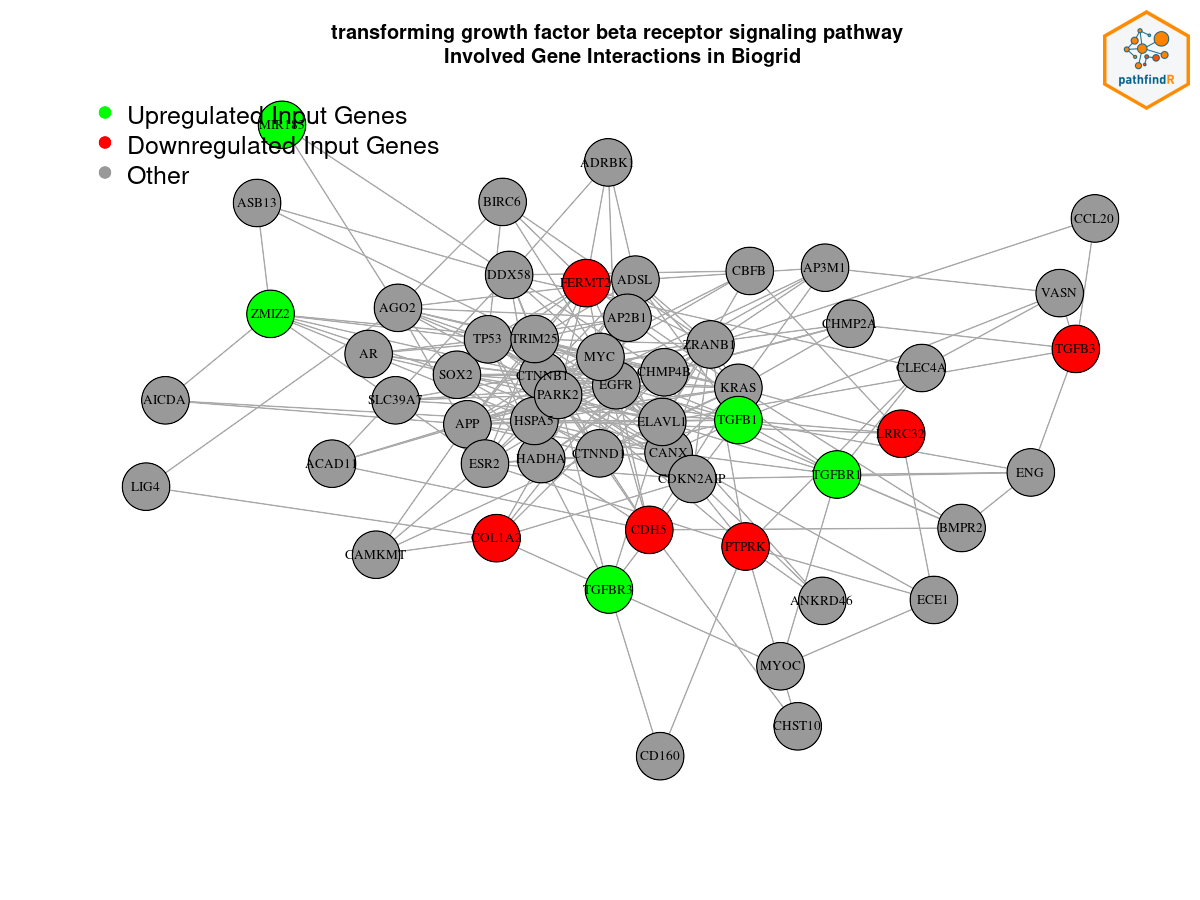 transforming growth factor beta receptor signaling pathway
Involved Gene Interactions in Biogrid
pathfindR
Upregulated Input Genes
Downregulated Input Genes
Other
ADRBK1
ASB13
BIRC6
CCL20
DDX58
FERMT2
ADSL
CBFB
AP3M1
VASN
AGO2
ZMIZ2
AP2B1
CHMP2A
TP53
TRIM25
ZRANB1
TGFB3
AR
MYC
CLEC4A
SOX2
CTNNB1
EGFR
CHMP4B
KRAS
SLC39A7
PARK2
AICDA
APP
HSPA5
ELAVL1
TGFB1
LRRC32
ACAD11
ESR2
HADHA
CTNND1
CANX
TGFBR1
ENG
LIG4
CDKN2AIP
COL1A2
CDH5
PTPRK
BMPR2
CAMKMT
TGFBR3
ANKRD46
ECE1
MYOC
CHST10
CD160